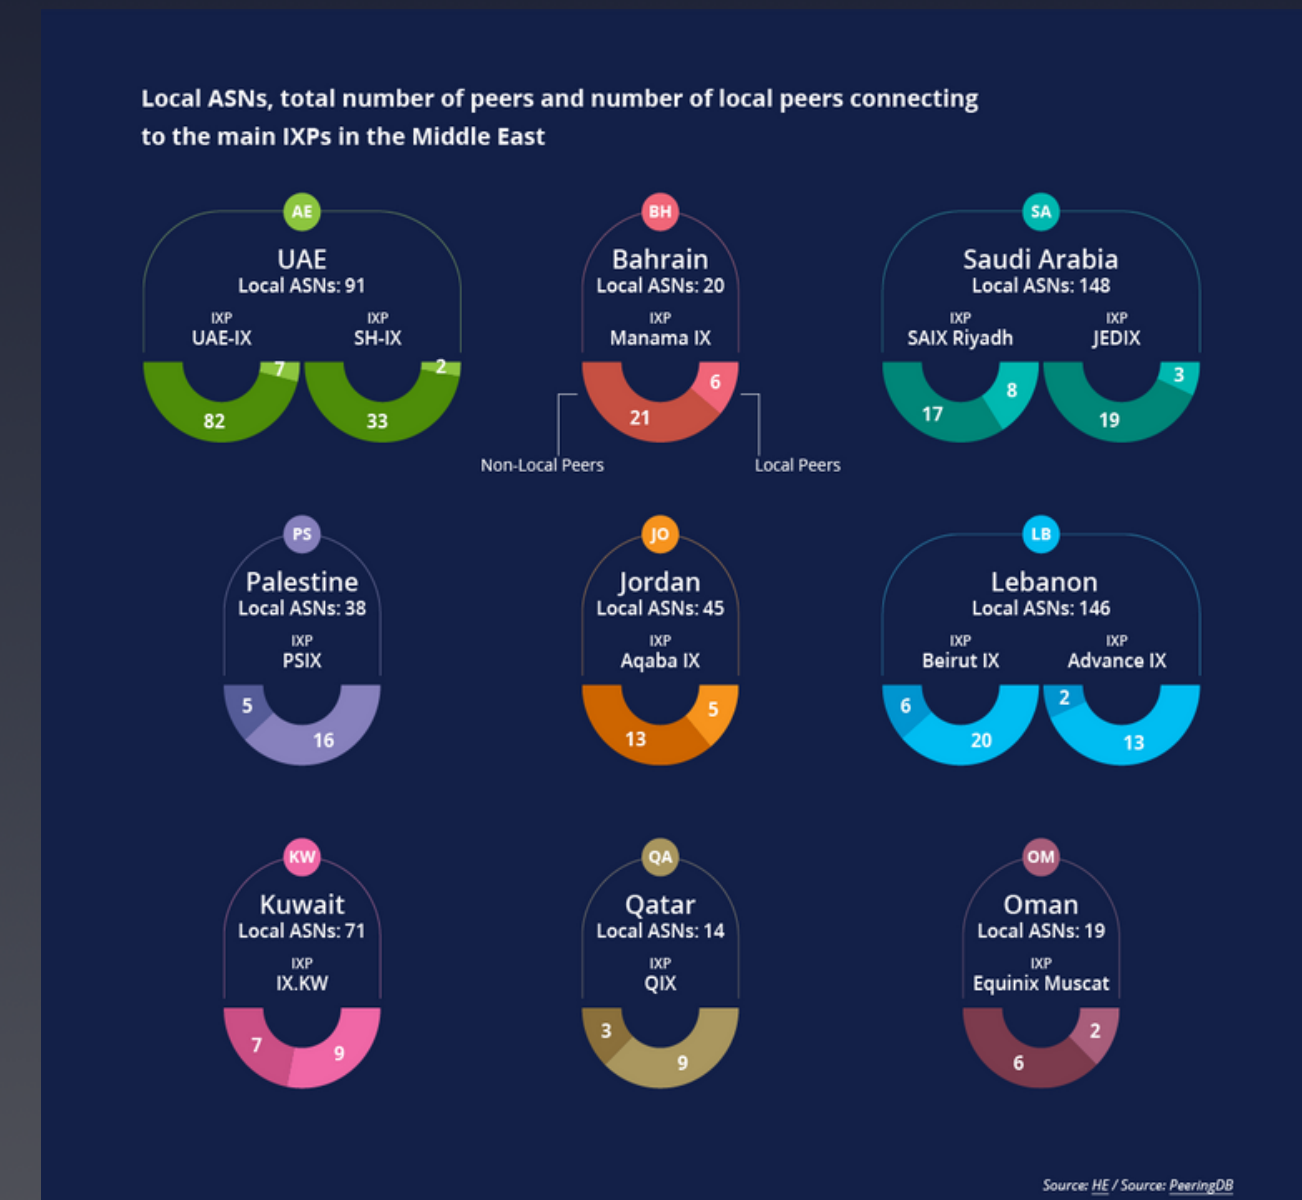 Local ASNs, total number of peers and number of local peers connecting
to the main IXPs in the Middle East
AE
UAE
Local ASNs: 91
IXP
UAE-IX
82
7
IXP
SH-IX
33
2
BH
Bahrain
Local ASNs: 20
IXP
Manama IX
21
6
Non-Local Peers
Local Peers
SA
Saudi Arabia
Local ASNs: 148
IXP
SAIX Riyadh
17
8
IXP
JEDIX
19
3
PS
Palestine
Local ASNs: 38
IXP
PSIX
5
16
JO
Jordan
Local ASNs: 45
IXP
Aqaba IX
13
5
LB
Lebanon
Local ASNs: 146
IXP
Beirut IX
6
20
IXP
Advance IX
2
13
KW
Kuwait
Local ASNs: 71
IXP
IX.KW
7
9
QA
Qatar
Local ASNs: 14
IXP
QIX
3
9
OM
Oman
Local ASNs: 19
IXP
Equinix Muscat
6
2
Source: HE / Source: PeeringDB